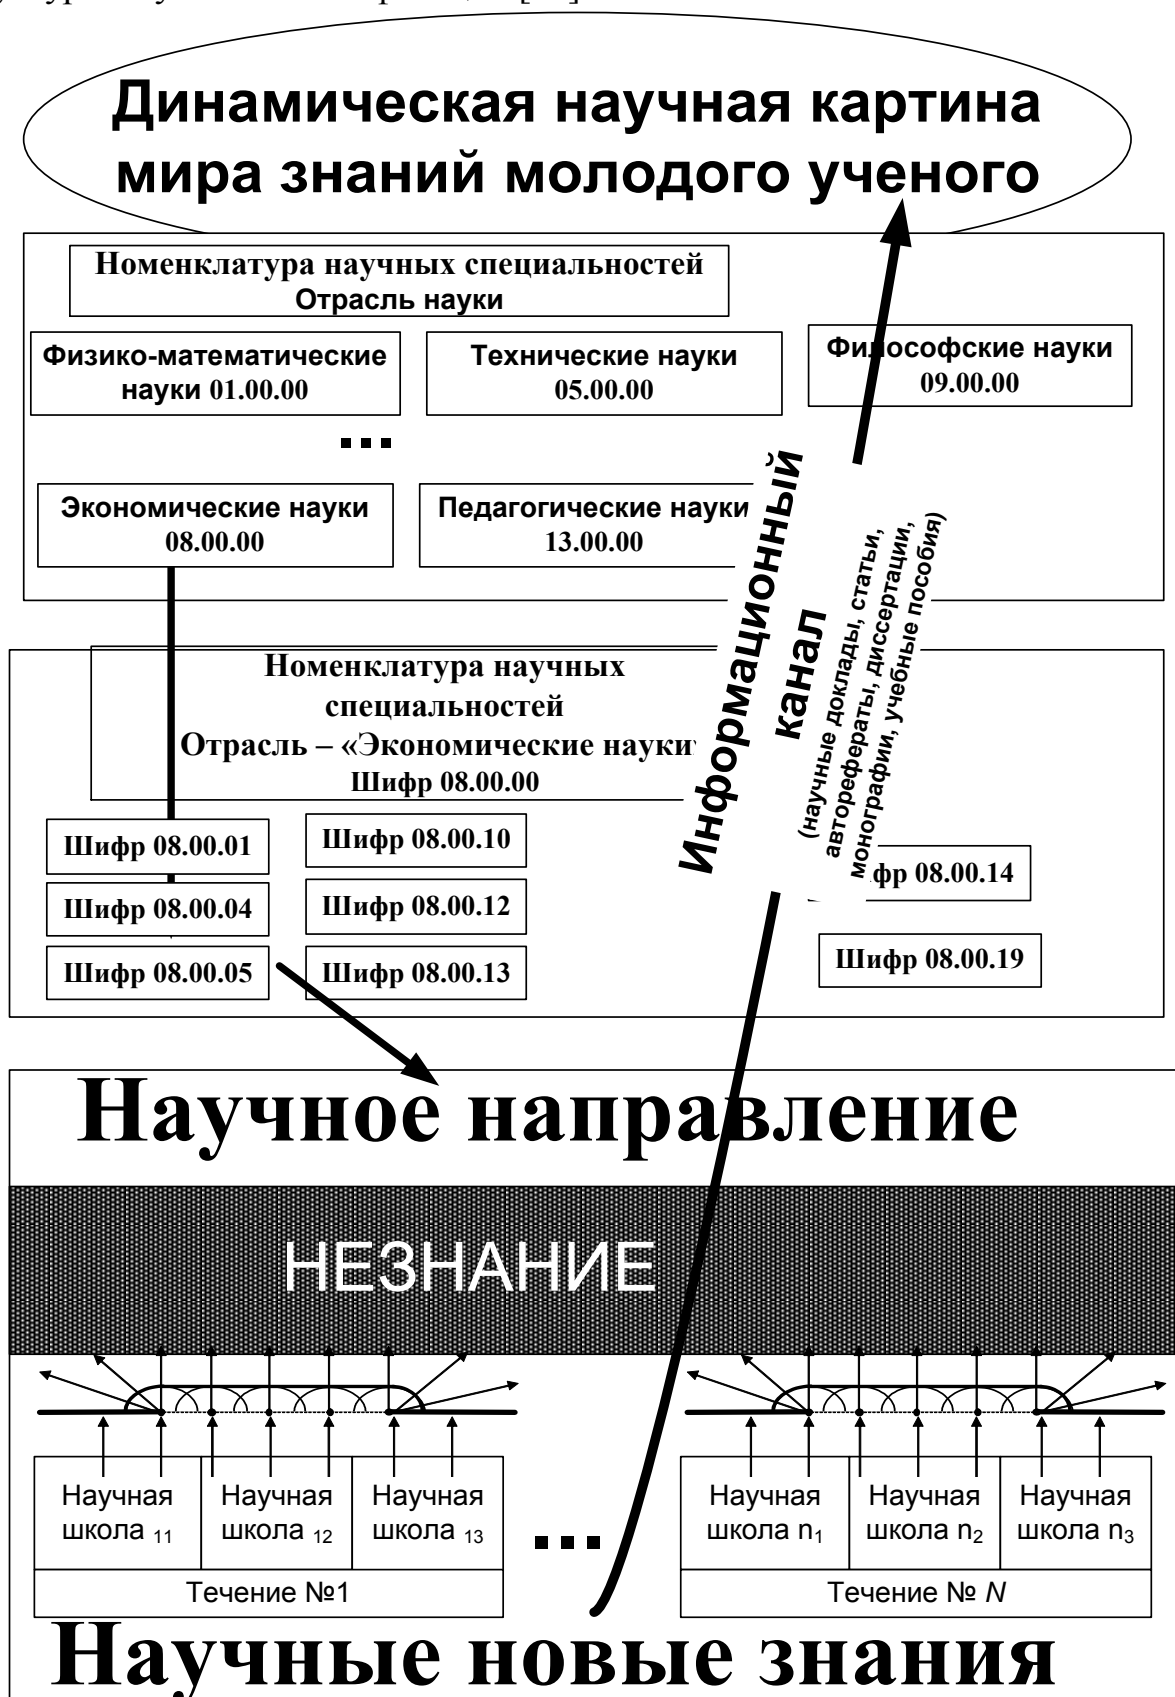 Динамическая научная картина
мира знаний молодого ученого
Номенклатура научных специальностей
Отрасль науки
Физико-математические
науки 01.00.00
Технические науки
05.00.00
Философские науки
09.00.00
...
Экономические науки
08.00.00
Педагогические науки
13.00.00
Информационный
канал
(научные доклады, статьи,
авторефераты, диссертации,
монографии, учебные пособия)
Номенклатура научных
специальностей
Отрасль – «Экономические науки»
Шифр 08.00.00
Шифр 08.00.01
Шифр 08.00.04
Шифр 08.00.05
Шифр 08.00.10
Шифр 08.00.12
Шифр 08.00.13
фр 08.00.14
Шифр 08.00.19
Научное направление
НЕЗНАНИЕ
Научная
школа 11
Научная
школа 12
Научная
школа 13
Течение №1
...
Научная
школа n1
Научная
школа n2
Научная
школа n3
Течение № N
Научные новые знания